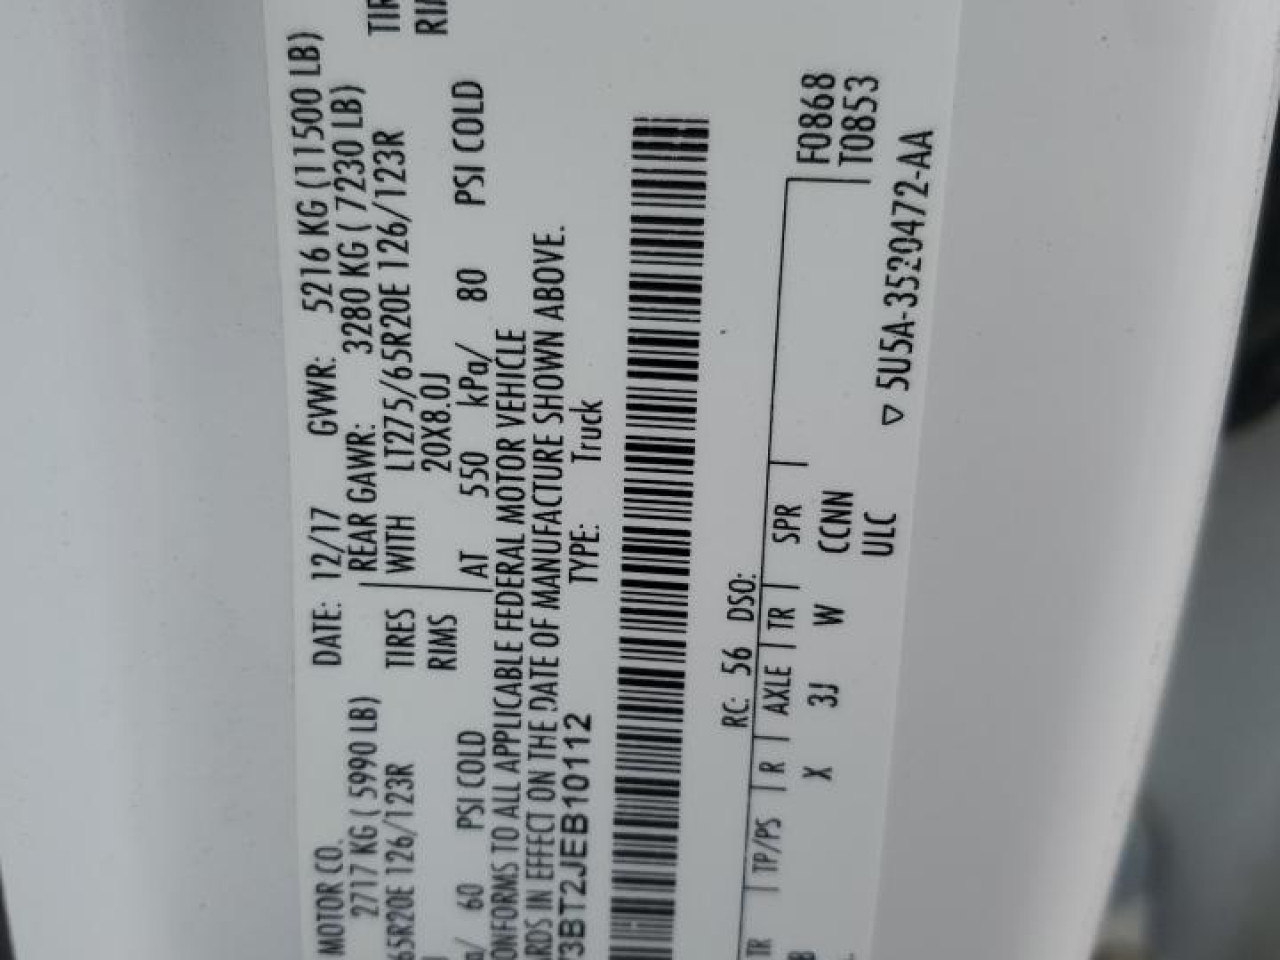 MOTOR CO. DATE: 12/17 GVWR: 5216 KG (11500 LB)
2717 KG ( 5990 LB) REAR GAWR: 3280 KG ( 7230 LB)
65R20E 126/123R TIRES WITH LT275/65R20E 126/123R TIR
RIMS 20X8.0J RI
a/ 60 PSI COLD AT 550 kPa/ 80 PSI COLD
ONFORMS TO ALL APPLICABLE FEDERAL MOTOR VEHICLE
ARDS IN EFFECT ON THE DATE OF MANUFACTURE SHOWN ABOVE.
3BT2JEB10112 TYPE: Truck
RC: 56 DSO:
TR TP/PS R AXLE TR SPR F0868
B X 3J W CCNN T0853
ULC
▽ 5U5A-3520472-AA